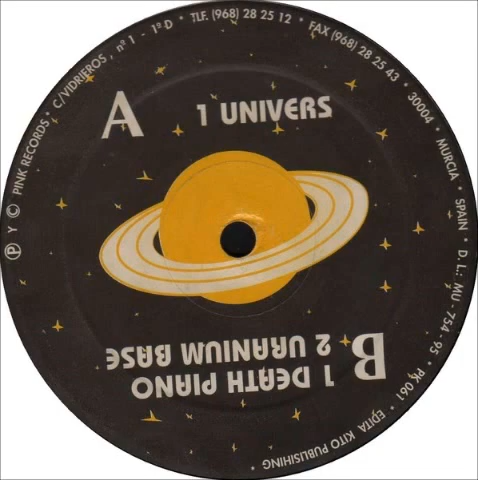 ℗ Y © PINK RECORDS • C/VIDRIEROS, nº 1 - 1º D • TLF. (968) 28 25 12 • FAX (968) 28 25 43 • 30004 • MURCIA • SPAIN • D. L.: MU - 754 - 95 • PK 061 • EDITA KITO PUBLISIHING •
A
1 UNIVERS
B
1 DEATH PIANO
2 URANIUM BASE